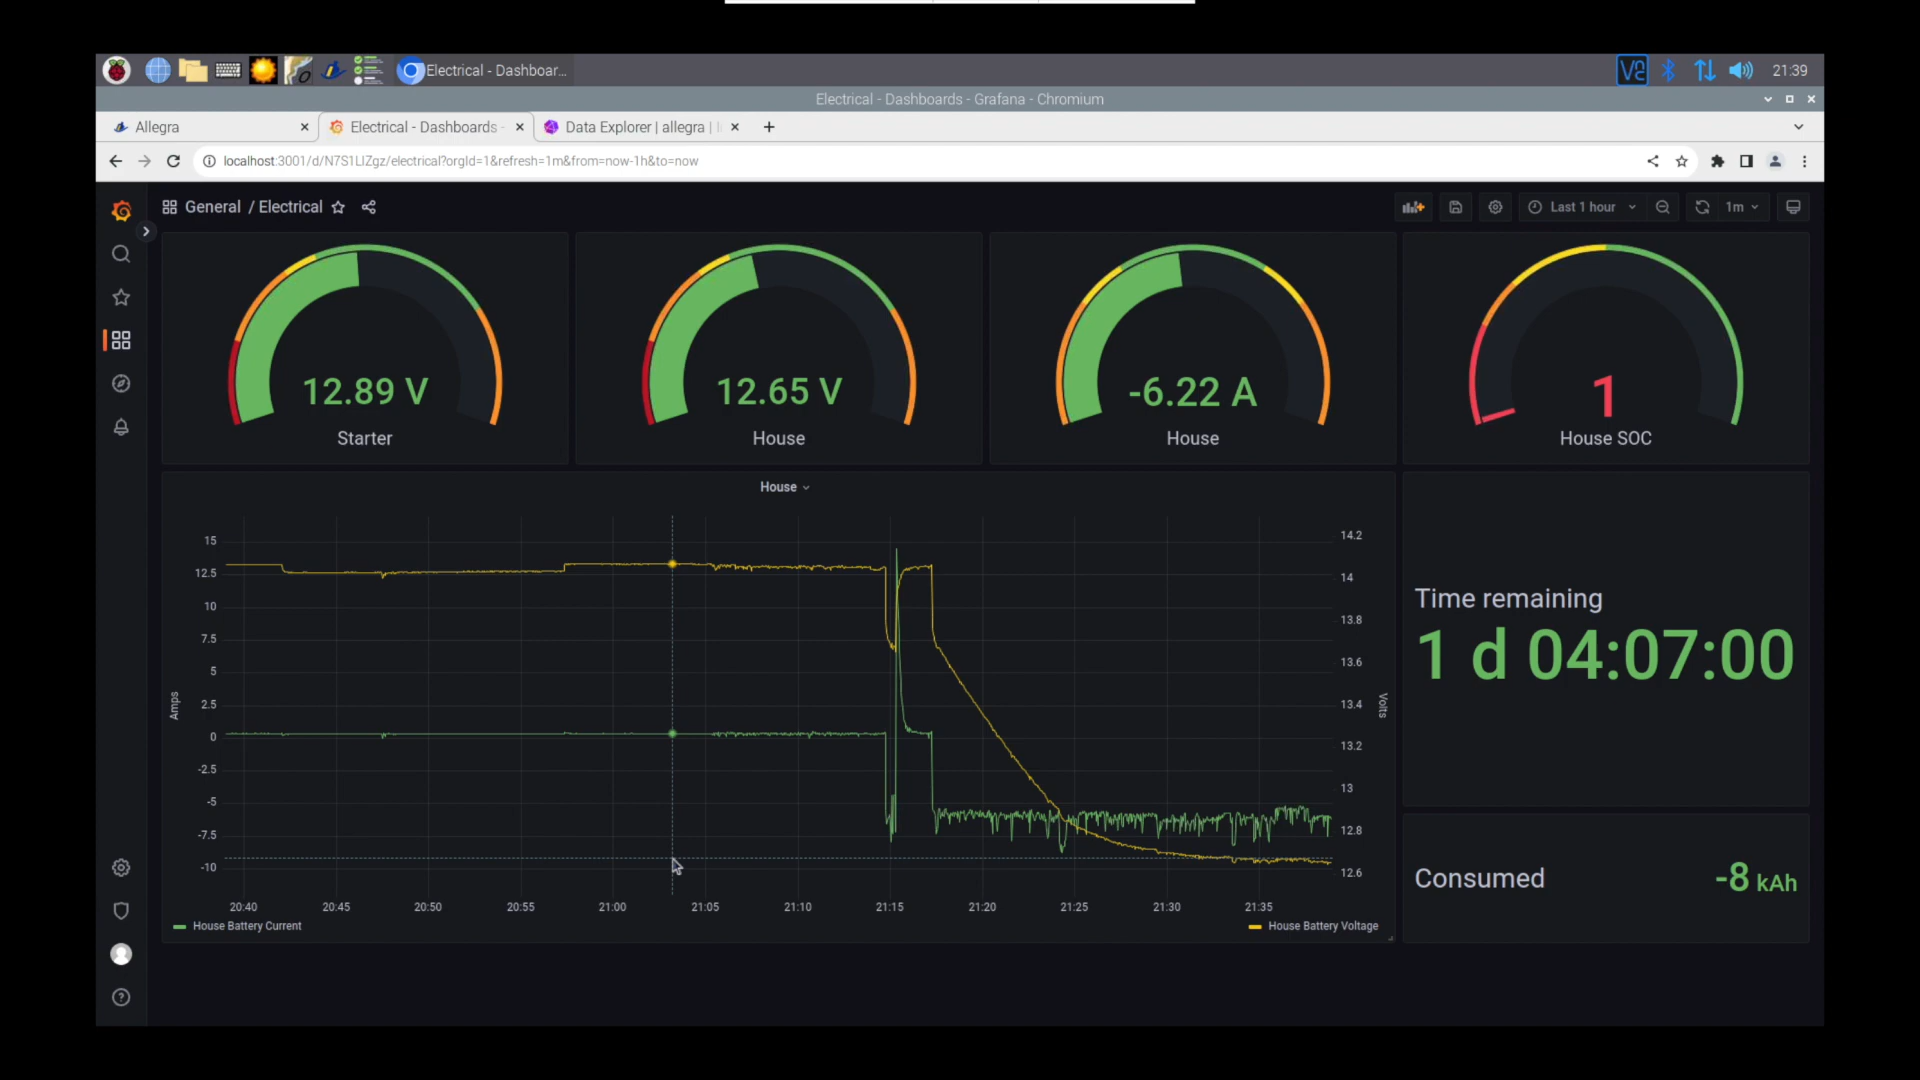 Electrical - Dashboar...
21:39
Electrical - Dashboards - Grafana - Chromium
Allegra
Electrical - Dashboards -
Data Explorer | allegra |
localhost:3001/d/N7S1LIZgz/electrical?orgId=1&refresh=1m&from=now-1h&to=now
General / Electrical
Last 1 hour
1m
12.89 V
Starter
12.65 V
House
-6.22 A
House
1
House SOC
House
Amps
15
12.5
10
7.5
5
2.5
0
-2.5
-5
-7.5
-10
Volts
14.2
14
13.8
13.6
13.4
13.2
13
12.8
12.6
20:40 20:45 20:50 20:55 21:00 21:05 21:10 21:15 21:20 21:25 21:30 21:35
House Battery Current
House Battery Voltage
Time remaining
1 d 04:07:00
Consumed
-8 kAh